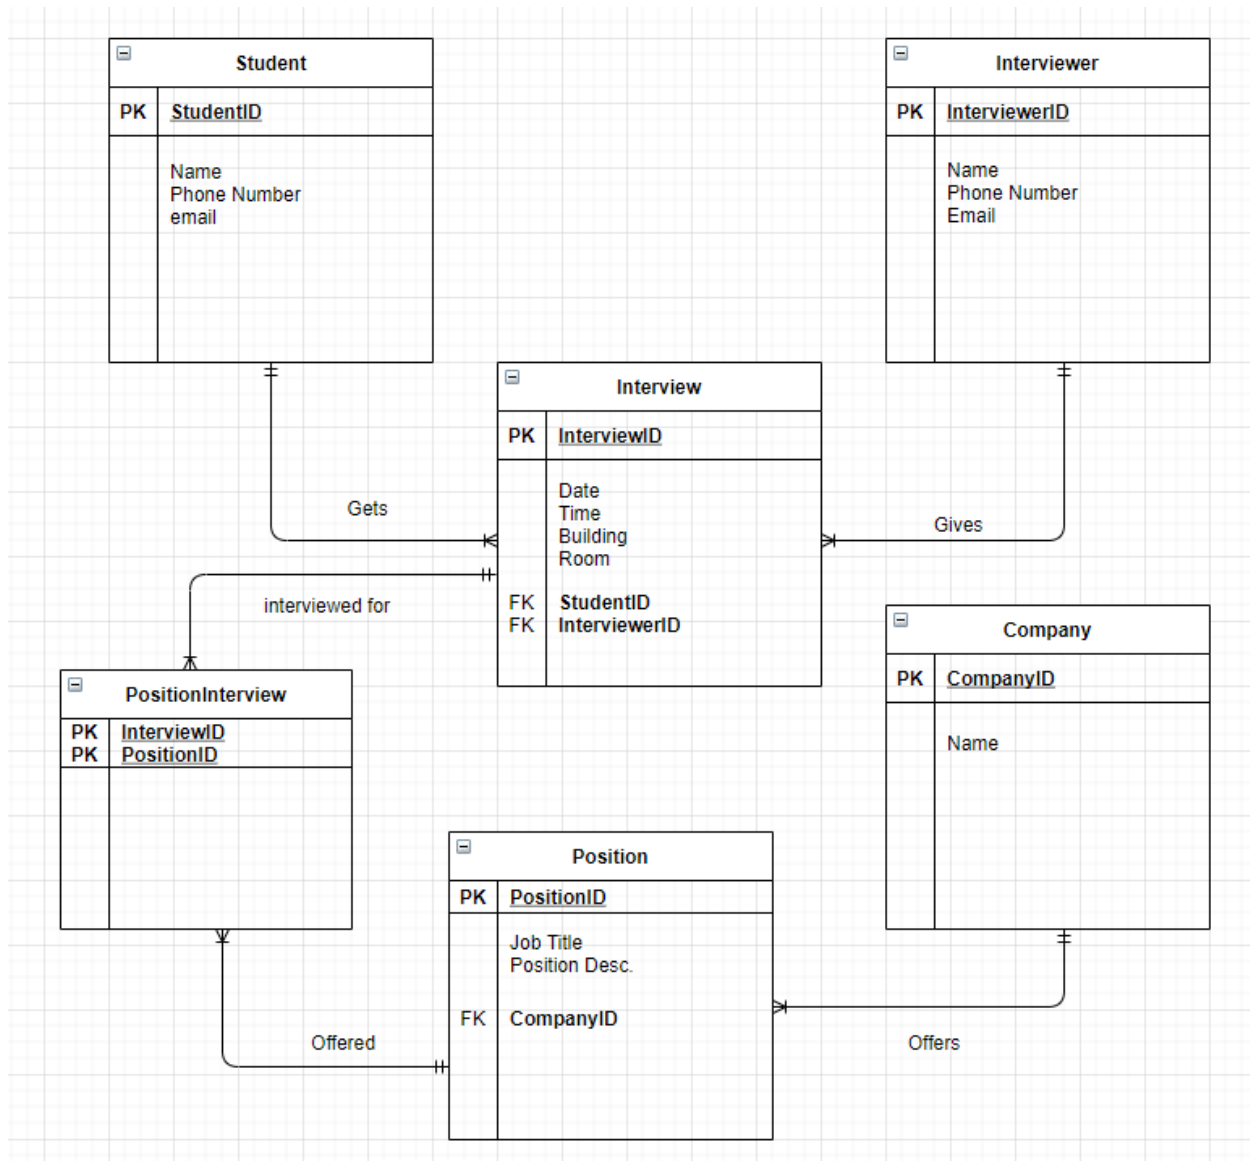 Student
PK StudentID
Name
Phone Number
email
Interviewer
PK InterviewerID
Name
Phone Number
Email
Interview
PK InterviewID
Date
Time
Building
Room
FK StudentID
FK InterviewerID
Gets
Gives
interviewed for
Company
PK CompanyID
Name
PositionInterview
PK InterviewID
PK PositionID
Position
PK PositionID
Job Title
Position Desc.
FK CompanyID
Offered
Offers